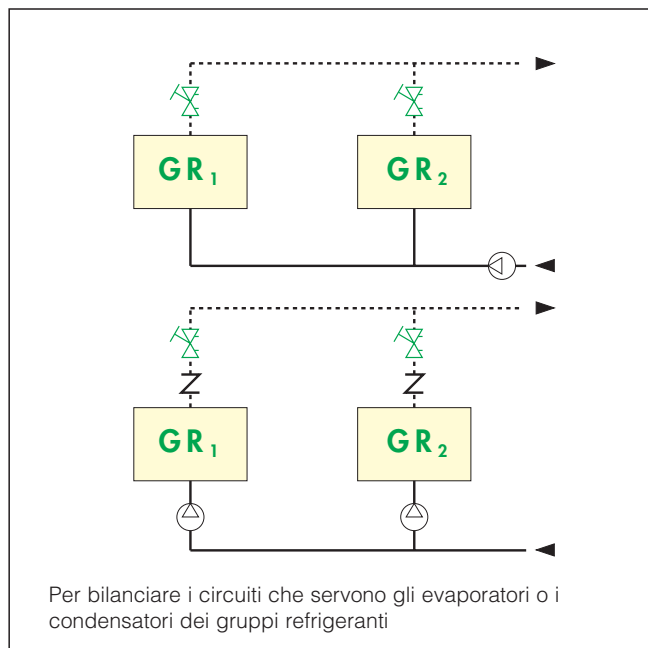 GR1 GR2
GR1 GR2
Per bilanciare i circuiti che servono gli evaporatori o i
condensatori dei gruppi refrigeranti